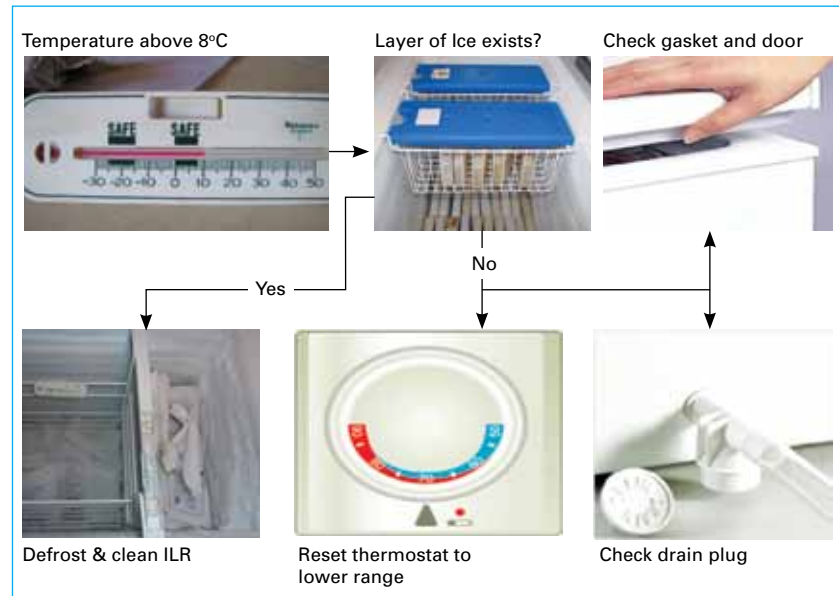 Temperature above 8°C
Layer of Ice exists?
Check gasket and door
SAFE SAFE
-30 -20 -10 0 10 20 30 40 50
No
Yes
Defrost & clean ILR
Reset thermostat to
lower range
Check drain plug